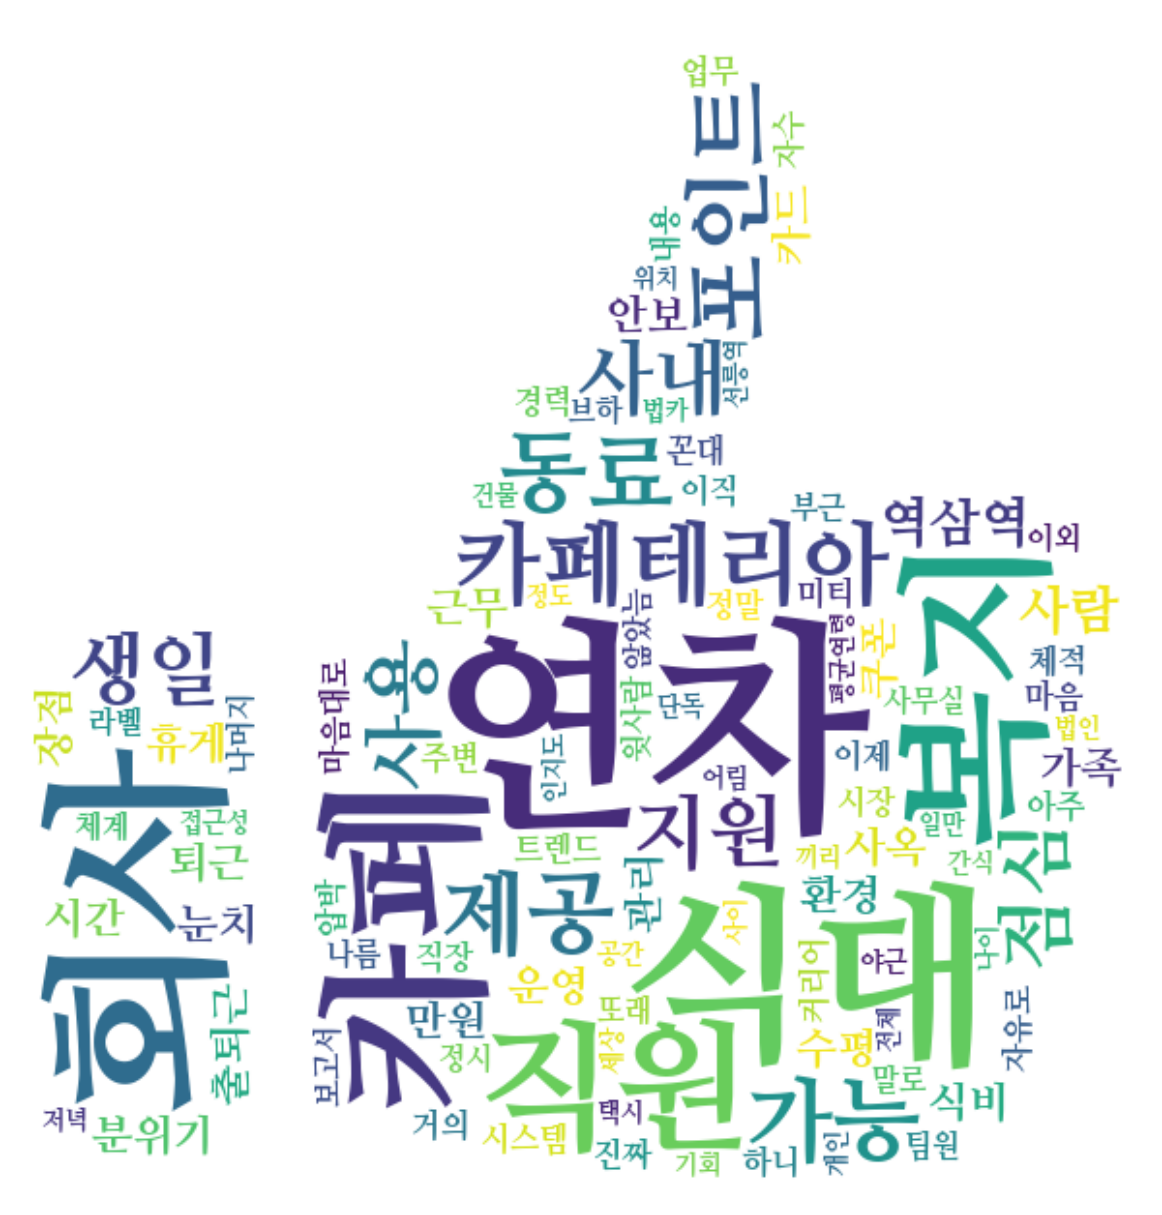 업무
포인트
자수
카드
내용
위치
안보
사내
선릉역
경력
브하
법카
동료
꼰대
건물
이직
부근
역삼역
이외
카페테리아
복지
근무
정도
정말
미티
사람
생일
마음대로
사용
연차
않았늠
평균연령
쿠폰
체적
장점
라벨
휴게
나머지
주변
윗사람
단독
사무실
마음
법인
회사
인지도
어림
이제
가족
카페
지원
시장
일만
아주
체계
접근성
트렌드
끼리
사옥
간식
점심
퇴근
압박
제공
관리
식대
사이
환경
시간
눈치
나름
직장
운영
공간
커리어
야근
나이
출퇴근
보고서
만원
또래
직원
세상
수평
전체
자유로
정시
말로
식비
저녁
분위기
거의
시스템
택시
가능
진짜
기회
하니
개인
팀원